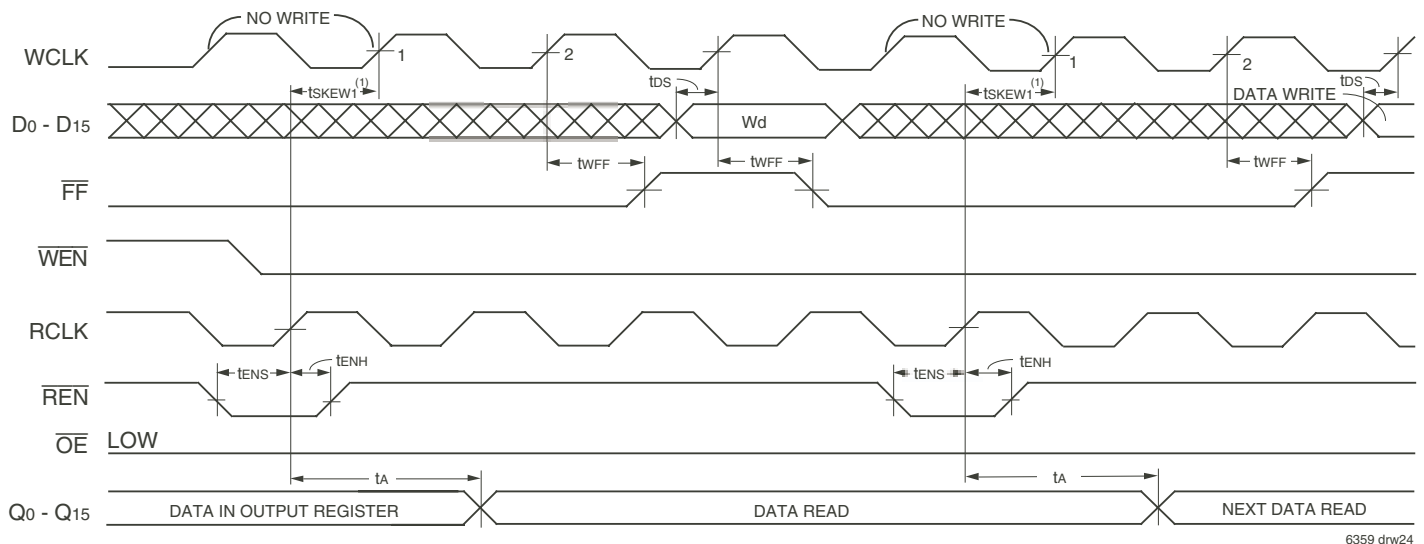 NO WRITE
NO WRITE
WCLK
1
2
1
2
tSKEW1(1)
tDS
tSKEW1(1)
tDS
DATA WRITE
D0 - D15
Wd
tWFF
tWFF
tWFF
FF
WEN
RCLK
tENS
tENH
tENS
tENH
REN
OE
LOW
tA
tA
Q0 - Q15
DATA IN OUTPUT REGISTER
DATA READ
NEXT DATA READ
6359 drw24